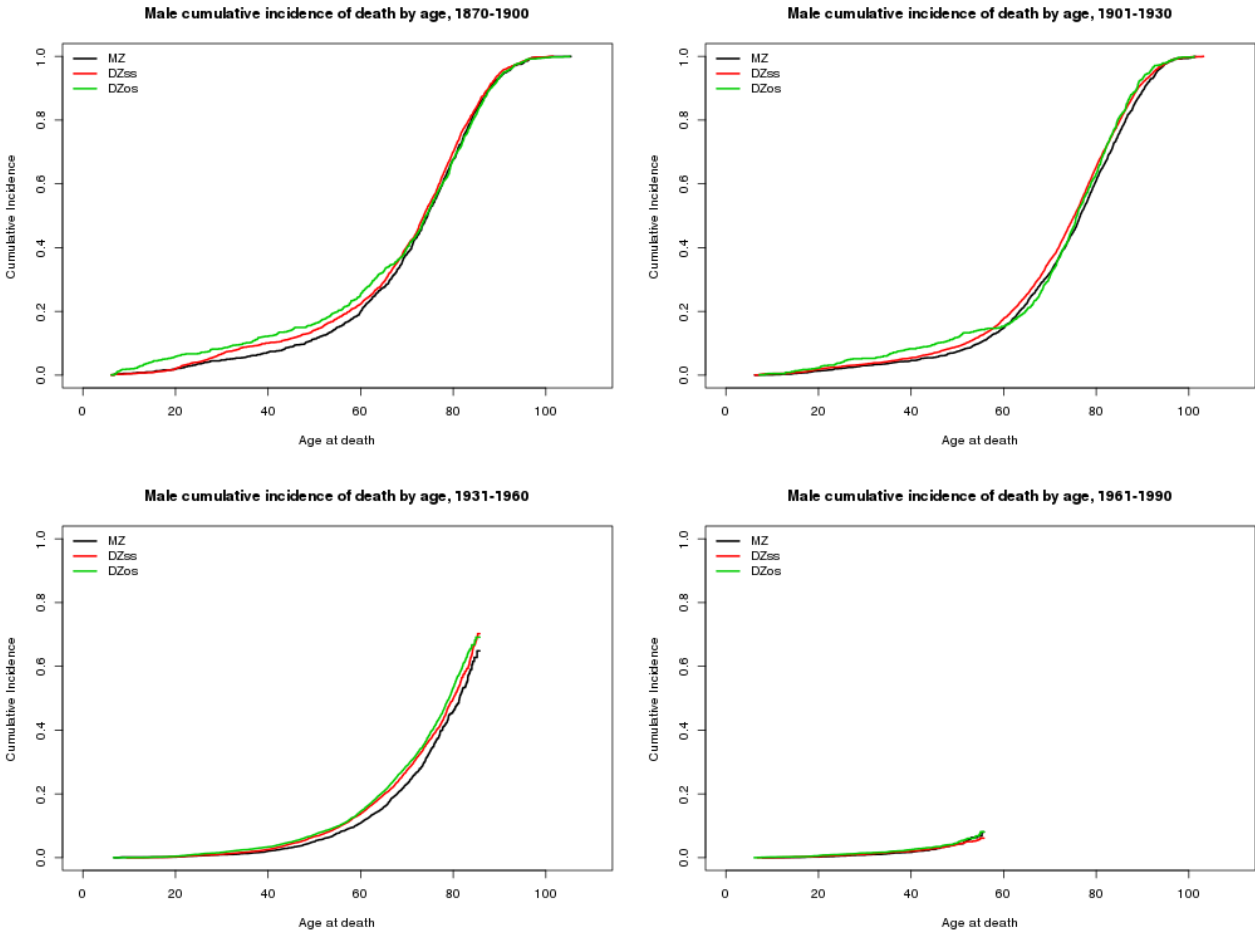 Male cumulative incidence of death by age, 1870-1900
MZ
DZss
DZos
Cumulative Incidence
0.0 0.2 0.4 0.6 0.8 1.0
0 20 40 60 80 100
Age at death
Male cumulative incidence of death by age, 1901-1930
MZ
DZss
DZos
Cumulative Incidence
0.0 0.2 0.4 0.6 0.8 1.0
0 20 40 60 80 100
Age at death
Male cumulative incidence of death by age, 1931-1960
MZ
DZss
DZos
Cumulative Incidence
0.0 0.2 0.4 0.6 0.8 1.0
0 20 40 60 80 100
Age at death
Male cumulative incidence of death by age, 1961-1990
MZ
DZss
DZos
Cumulative Incidence
0.0 0.2 0.4 0.6 0.8 1.0
0 20 40 60 80 100
Age at death